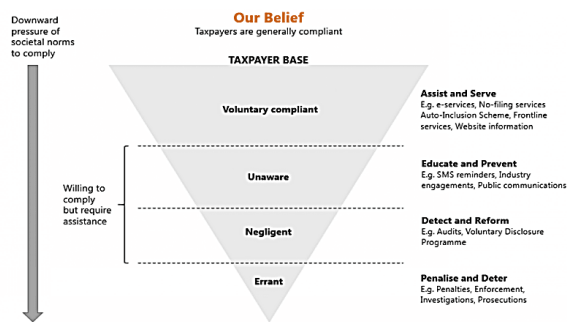 Our Belief
Taxpayers are generally compliant
Downward
pressure of
societal norms
to comply
TAXPAYER BASE
Voluntary compliant
Assist and Serve
E.g. e-services, No-filing services
Auto-Inclusion Scheme, Frontline
services, Website information
Willing to
comply
but require
assistance
Unaware
Educate and Prevent
E.g. SMS reminders, Industry
engagements, Public communications
Negligent
Detect and Reform
E.g. Audits, Voluntary Disclosure
Programme
Errant
Penalise and Deter
E.g. Penalties, Enforcement,
Investigations, Prosecutions